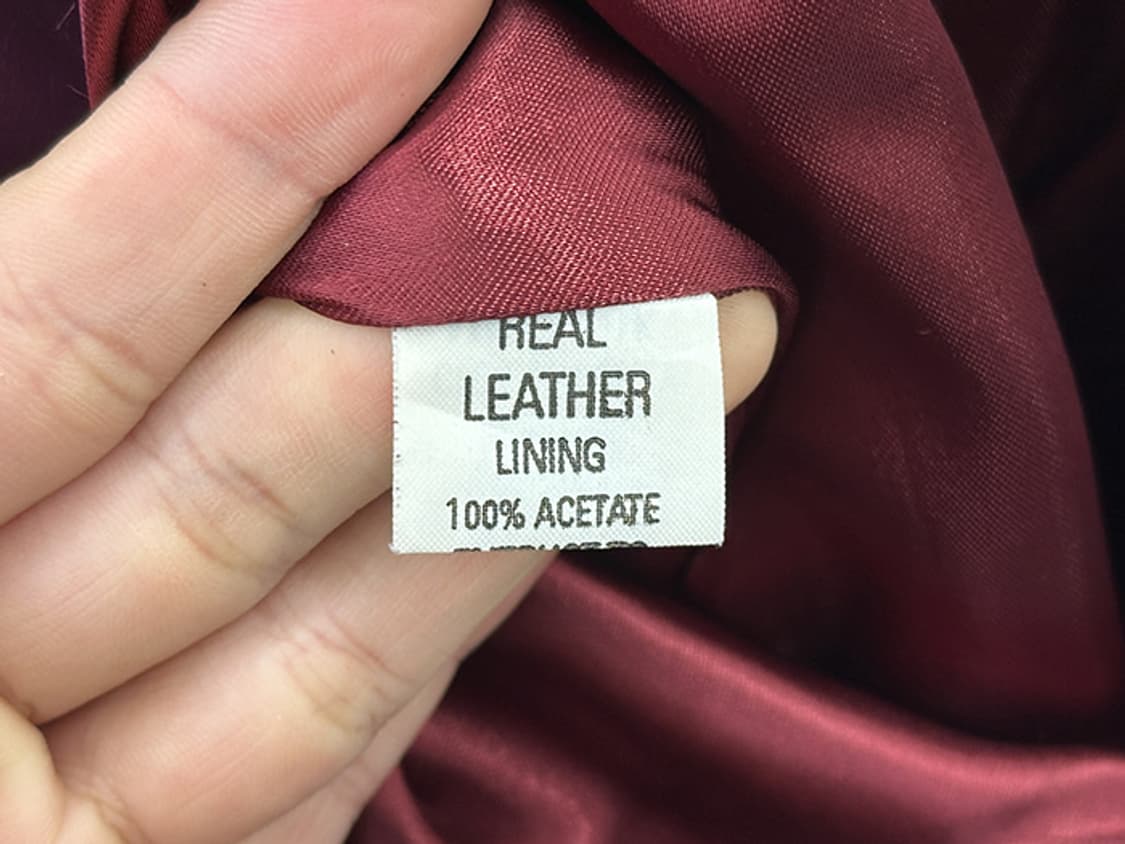 REAL
LEATHER
LINING
100% ACETATE